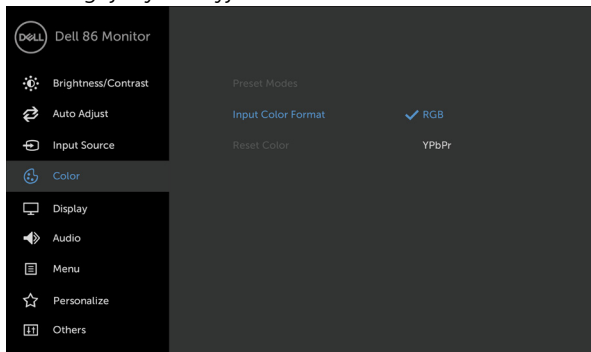 DELL Dell 86 Monitor
Brightness/Contrast
Preset Modes
Auto Adjust
Input Color Format
RGB
Input Source
Reset Color
YPbPr
Color
Display
Audio
Menu
Personalize
Others